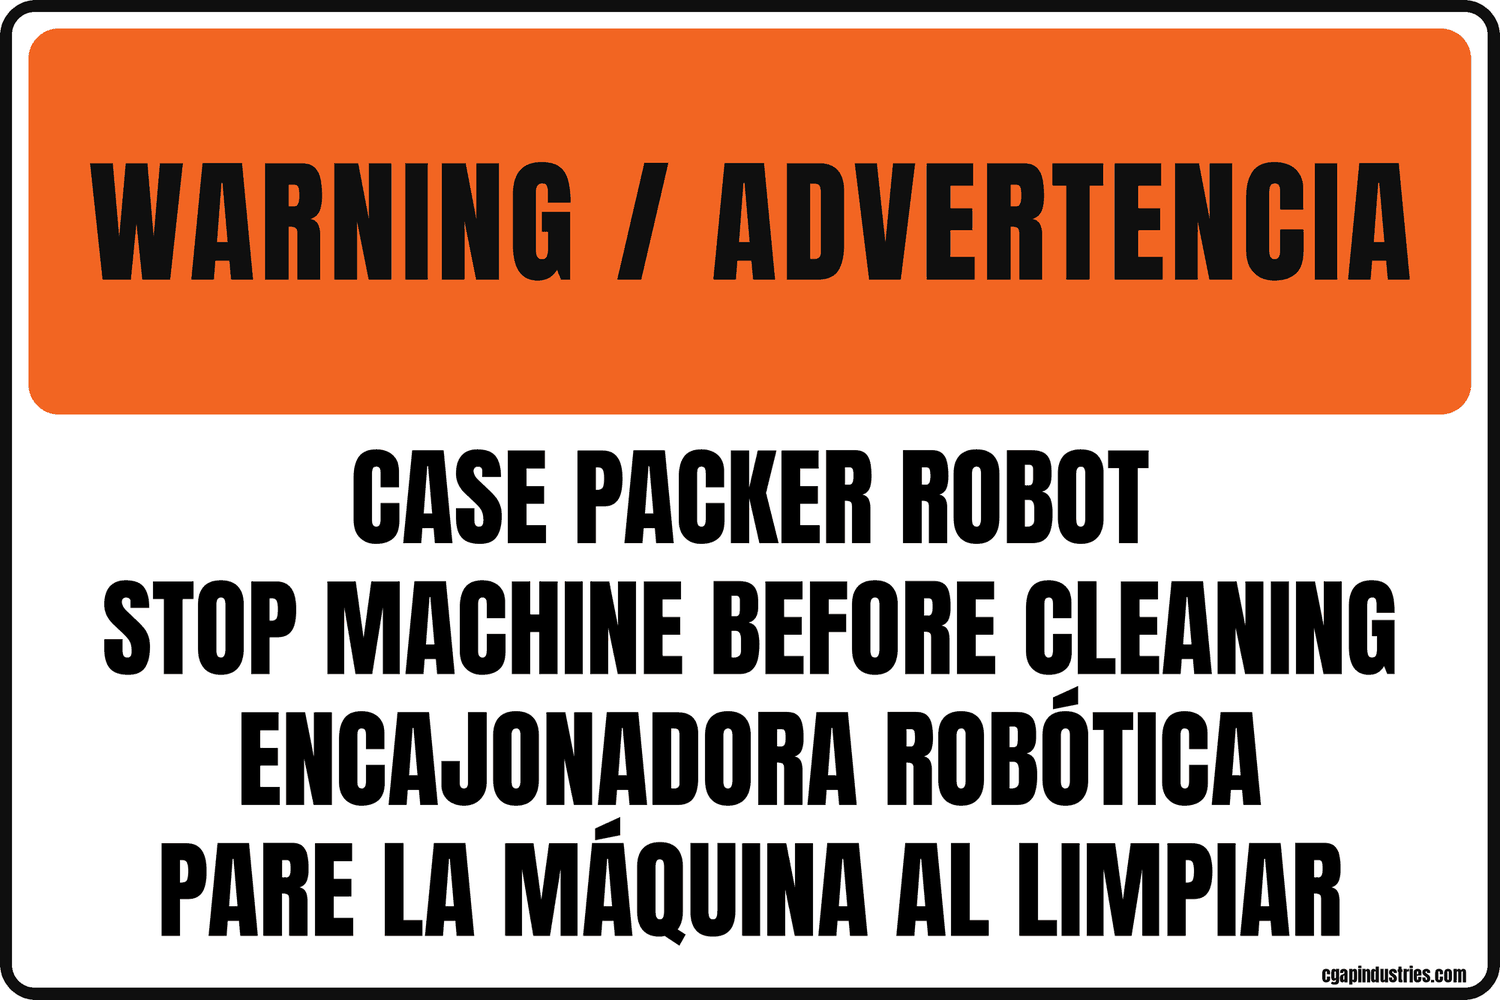 WARNING / ADVERTENCIA
CASE PACKER ROBOT
STOP MACHINE BEFORE CLEANING
ENCAJONADORA ROBÓTICA
PARE LA MÁQUINA AL LIMPIAR
cgapindustries.com